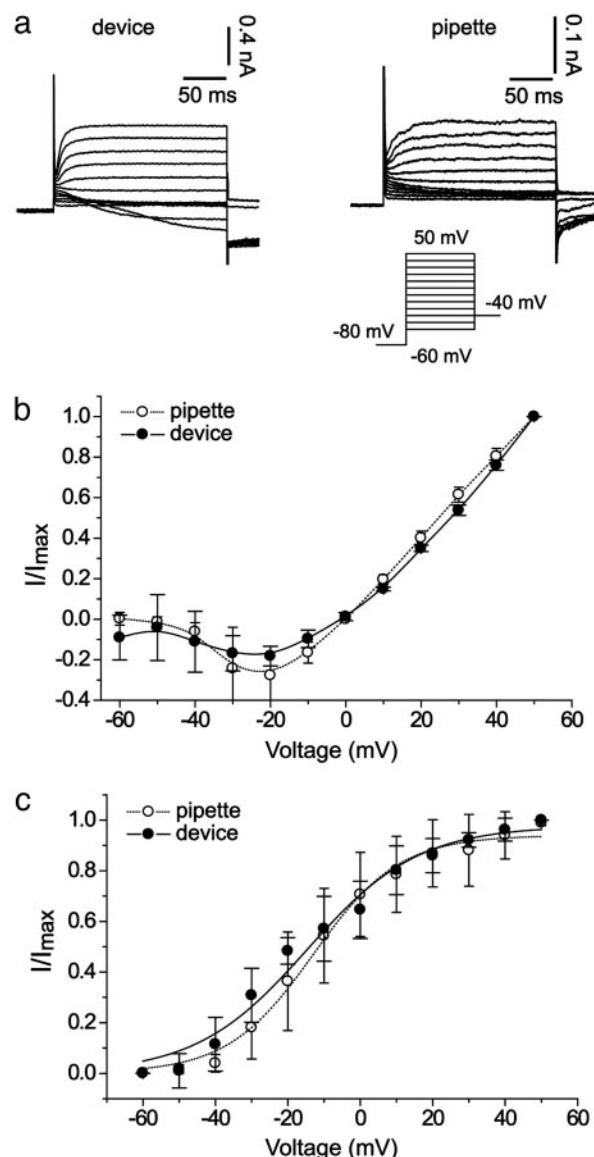 a
device
0.4 nA
50 ms
pipette
0.1 nA
50 ms
50 mV
-40 mV
-80 mV
-60 mV
b
pipette
device
I/Imax
1.0
0.8
0.6
0.4
0.2
0.0
-0.2
-0.4
-60 -40 -20 0 20 40 60
Voltage (mV)
c
pipette
device
I/Imax
1.0
0.8
0.6
0.4
0.2
0.0
-60 -40 -20 0 20 40 60
Voltage (mV)